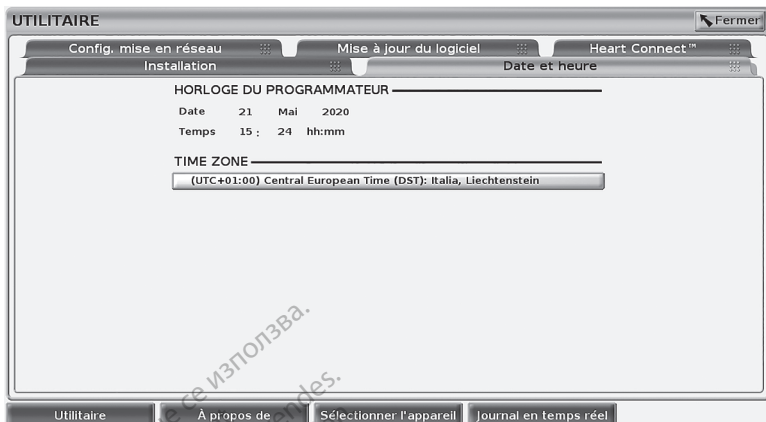 UTILITAIRE
Fermer
Config. mise en réseau Mise à jour du logiciel Heart Connect™
Installation Date et heure
HORLOGE DU PROGRAMMATEUR
Date 21 Mai 2020
Temps 15 : 24 hh:mm
TIME ZONE
(UTC+01:00) Central European Time (DST): Italia, Liechtenstein
се използва.
Utilitaire À propos de Sélectionner l'appareil Journal en temps réel